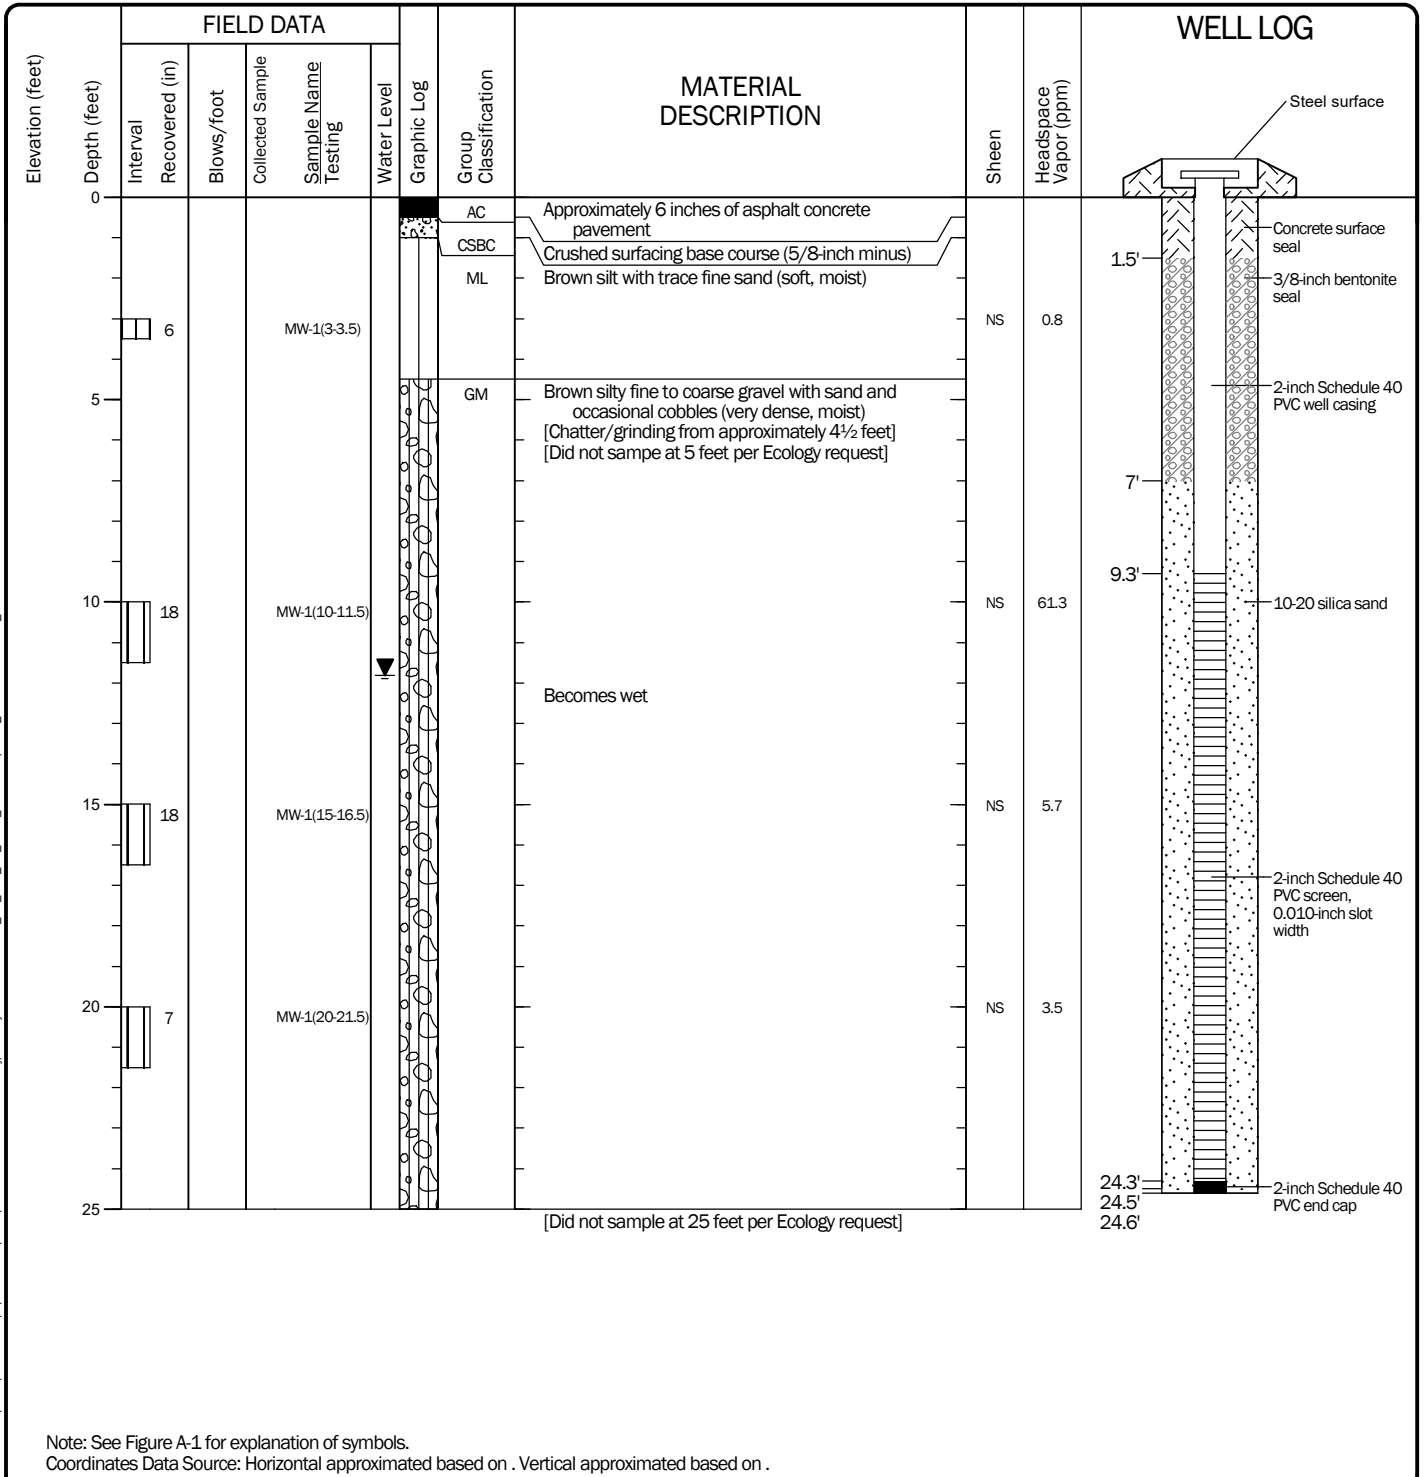 FIELD DATA
WELL LOG
Elevation (feet)
Depth (feet)
Interval
Recovered (in)
Blows/foot
Collected Sample
Sample Name
Testing
Water Level
Graphic Log
Group
Classification
MATERIAL
DESCRIPTION
Sheen
Headspace
Vapor (ppm)
Steel surface
0
AC
Approximately 6 inches of asphalt concrete
pavement
Concrete surface
seal
CSBC
Crushed surfacing base course (5/8-inch minus)
1.5'
ML
Brown silt with trace fine sand (soft, moist)
3/8-inch bentonite
seal
6
MW-1(3-3.5)
NS
0.8
5
GM
Brown silty fine to coarse gravel with sand and
occasional cobbles (very dense, moist)
[Chatter/grinding from approximately 4½ feet]
[Did not sampe at 5 feet per Ecology request]
2-inch Schedule 40
PVC well casing
7'
9.3'
10
18
MW-1(10-11.5)
NS
61.3
10-20 silica sand
Becomes wet
15
18
MW-1(15-16.5)
NS
5.7
2-inch Schedule 40
PVC screen,
0.010-inch slot
width
20
7
MW-1(20-21.5)
NS
3.5
24.3'
24.5'
24.6'
2-inch Schedule 40
PVC end cap
25
[Did not sample at 25 feet per Ecology request]
Note: See Figure A-1 for explanation of symbols.
Coordinates Data Source: Horizontal approximated based on . Vertical approximated based on .